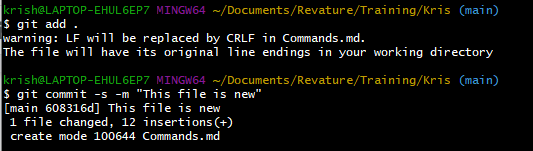 krish@LAPTOP-EHUL6EP7 MINGW64 ~/Documents/Revature/Training/Kris (main)
$ git add .
warning: LF will be replaced by CRLF in Commands.md.
The file will have its original line endings in your working directory
krish@LAPTOP-EHUL6EP7 MINGW64 ~/Documents/Revature/Training/Kris (main)
$ git commit -s -m "This file is new"
[main 608316d] This file is new
 1 file changed, 12 insertions(+)
 create mode 100644 Commands.md